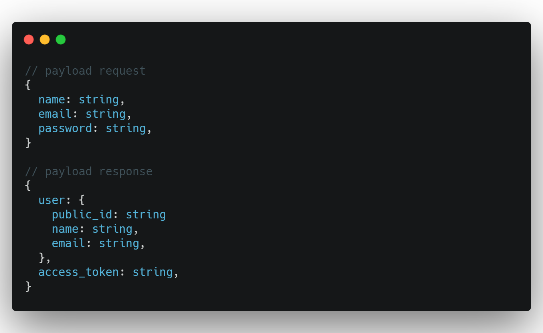 // payload request
{
  name: string,
  email: string,
  password: string,
}

// payload response
{
  user: {
    public_id: string
    name: string,
    email: string,
  },
  access_token: string,
}